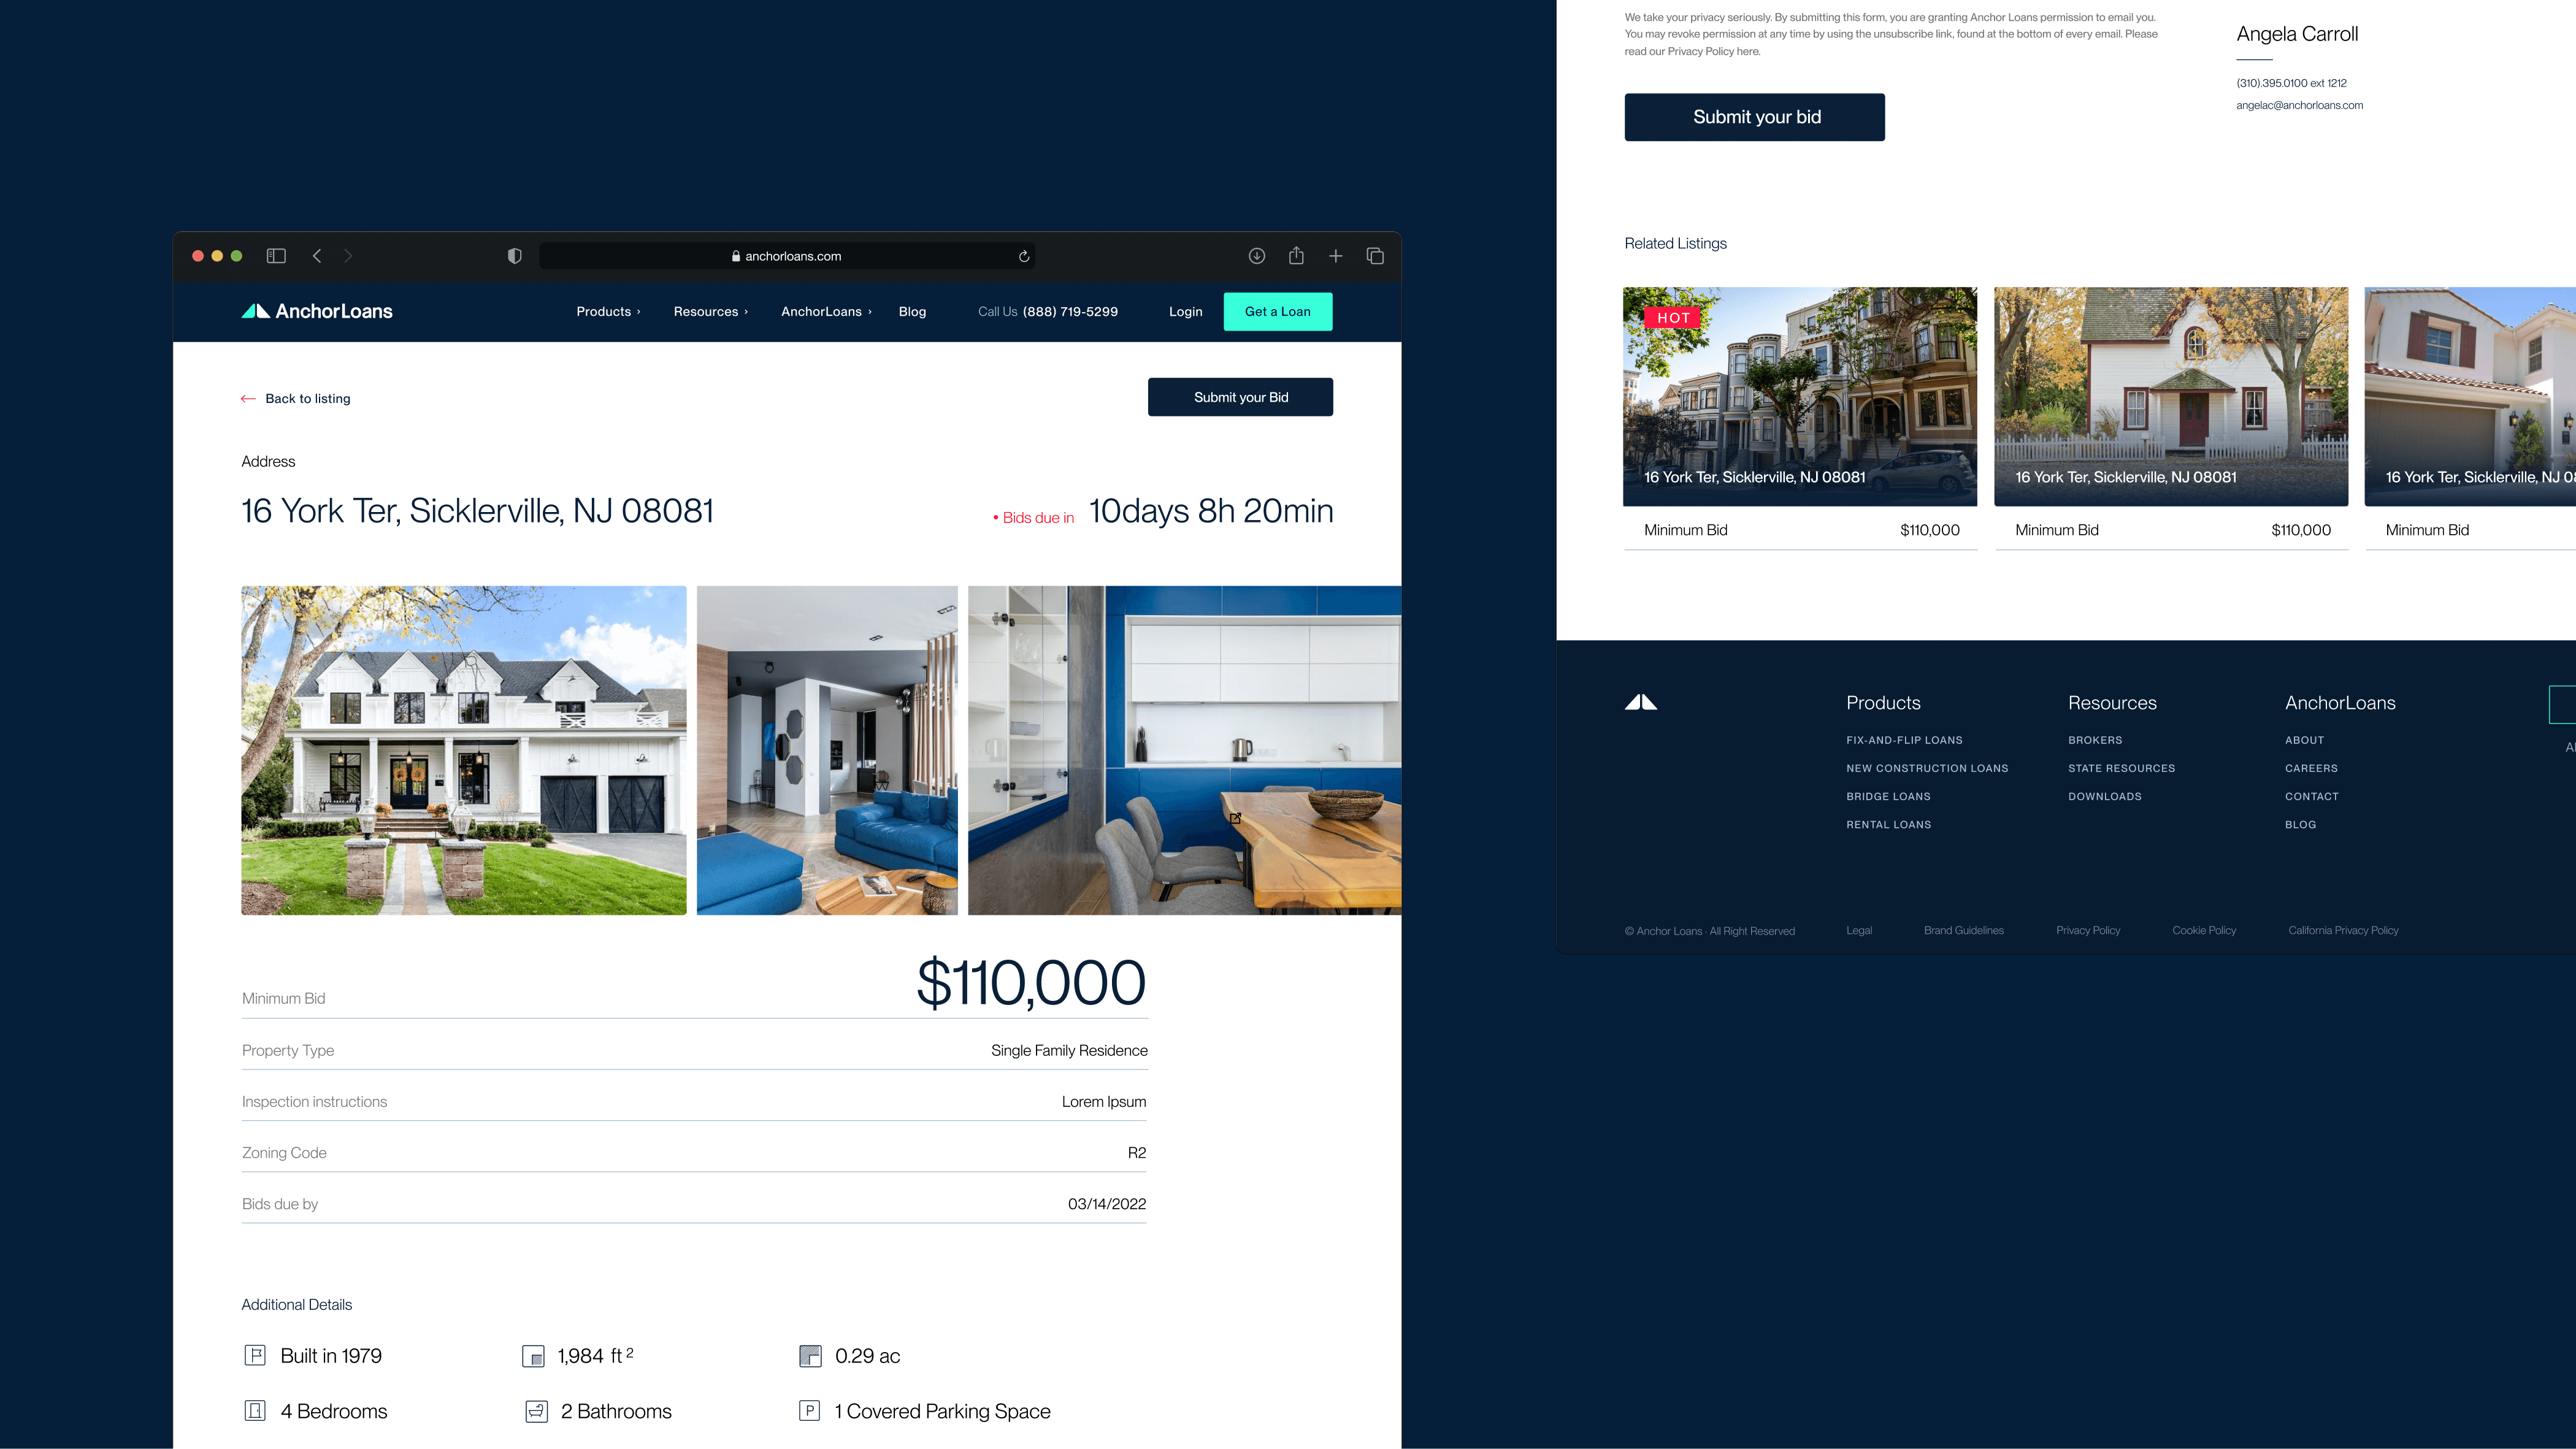 anchorloans.com
AnchorLoans
Products
Resources
AnchorLoans
Blog
Call Us (888) 719-5299
Login
Get a Loan
Back to listing
Submit your Bid
Address
16 York Ter, Sicklerville, NJ 08081
• Bids due in 10days 8h 20min
Minimum Bid $110,000
Property Type Single Family Residence
Inspection instructions Lorem Ipsum
Zoning Code R2
Bids due by 03/14/2022
Additional Details
Built in 1979
1,984 ft 2
0.29 ac
4 Bedrooms
2 Bathrooms
P
1 Covered Parking Space
We take your privacy seriously. By submitting this form, you are granting Anchor Loans permission to email you.
You may revoke permission at any time by using the unsubscribe link, found at the bottom of every email. Please
read our Privacy Policy here.
Submit your bid
Angela Carroll
(310).395.0100 ext 1212
angelac@anchorloans.com
Related Listings
HOT
16 York Ter, Sicklerville, NJ 08081
Minimum Bid $110,000
16 York Ter, Sicklerville, NJ 08081
Minimum Bid $110,000
16 York Ter, Sicklerville, NJ
Minimum Bid
Products
FIX-AND-FLIP LOANS
NEW CONSTRUCTION LOANS
BRIDGE LOANS
RENTAL LOANS
Resources
BROKERS
STATE RESOURCES
DOWNLOADS
AnchorLoans
ABOUT
CAREERS
CONTACT
BLOG
© Anchor Loans · All Right Reserved
Legal
Brand Guidelines
Privacy Policy
Cookie Policy
California Privacy Policy